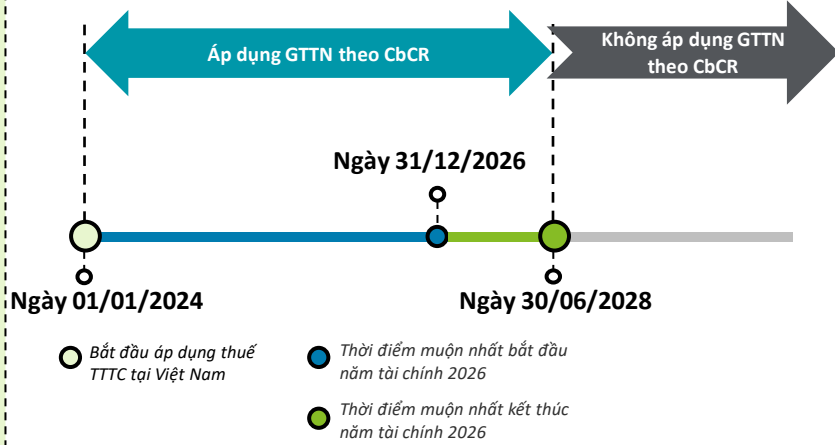 Áp dụng GTTN theo CbCR
Không áp dụng GTTN
theo CbCR
Ngày 31/12/2026
Ngày 01/01/2024
Ngày 30/06/2028
Bắt đầu áp dụng thuế
TTTC tại Việt Nam
Thời điểm muộn nhất bắt đầu
năm tài chính 2026
Thời điểm muộn nhất kết thúc
năm tài chính 2026